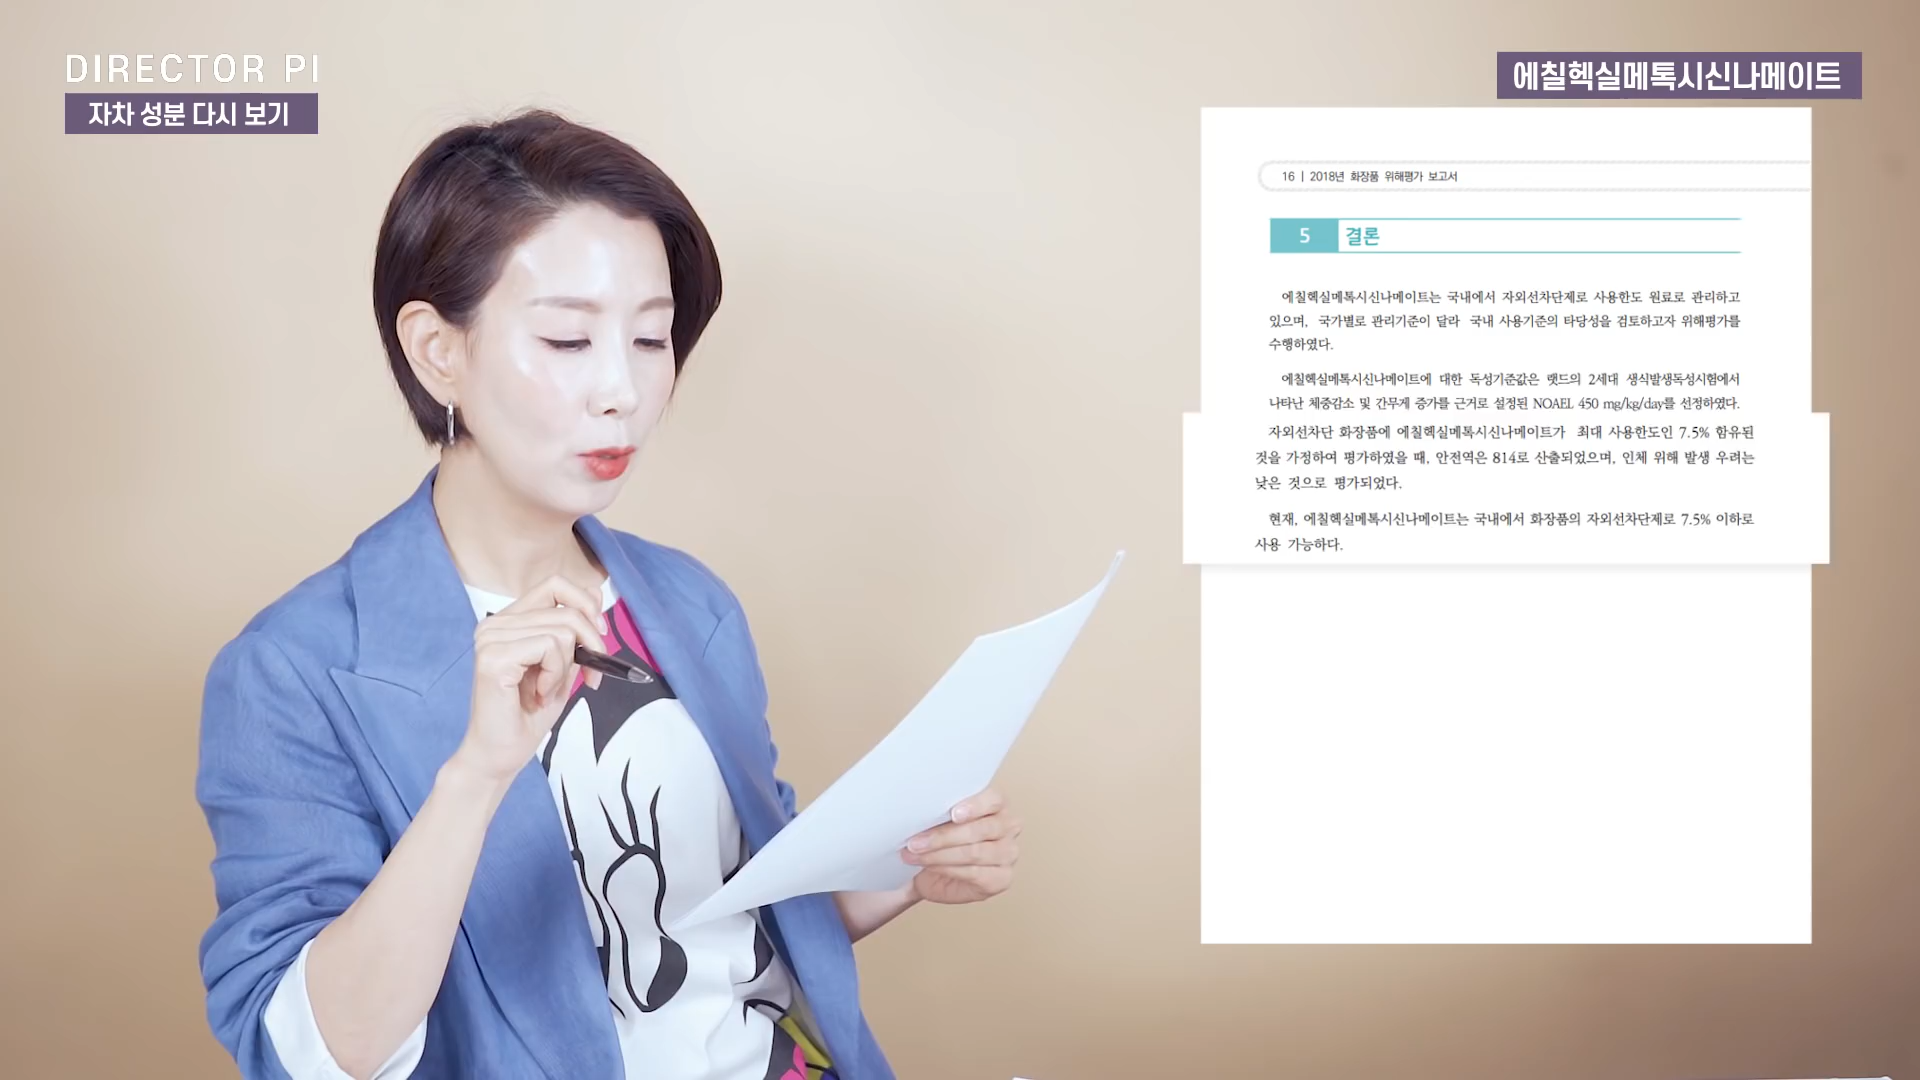 DIRECTOR PI
자차 성분 다시 보기
에칠헥실메톡시신나메이트
16 | 2018년 화장품 위해평가 보고서
5 결론
에칠헥실메톡시신나메이트는 국내에서 자외선차단제로 사용한도 원료로 관리하고
있으며, 국가별로 관리기준이 달라 국내 사용기준의 타당성을 검토하고자 위해평가를
수행하였다.
에칠헥실메톡시신나메이트에 대한 독성기준값은 랫드의 2세대 생식발생독성시험에서
나타난 체중감소 및 간무게 증가를 근거로 설정된 NOAEL 450 mg/kg/day를 선정하였다.
자외선차단 화장품에 에칠헥실메톡시신나메이트가 최대 사용한도인 7.5% 함유된
것을 가정하여 평가하였을 때, 안전역은 814로 산출되었으며, 인체 위해 발생 우려는
낮은 것으로 평가되었다.
현재, 에칠헥실메톡시신나메이트는 국내에서 화장품의 자외선차단제로 7.5% 이하로
사용 가능하다.